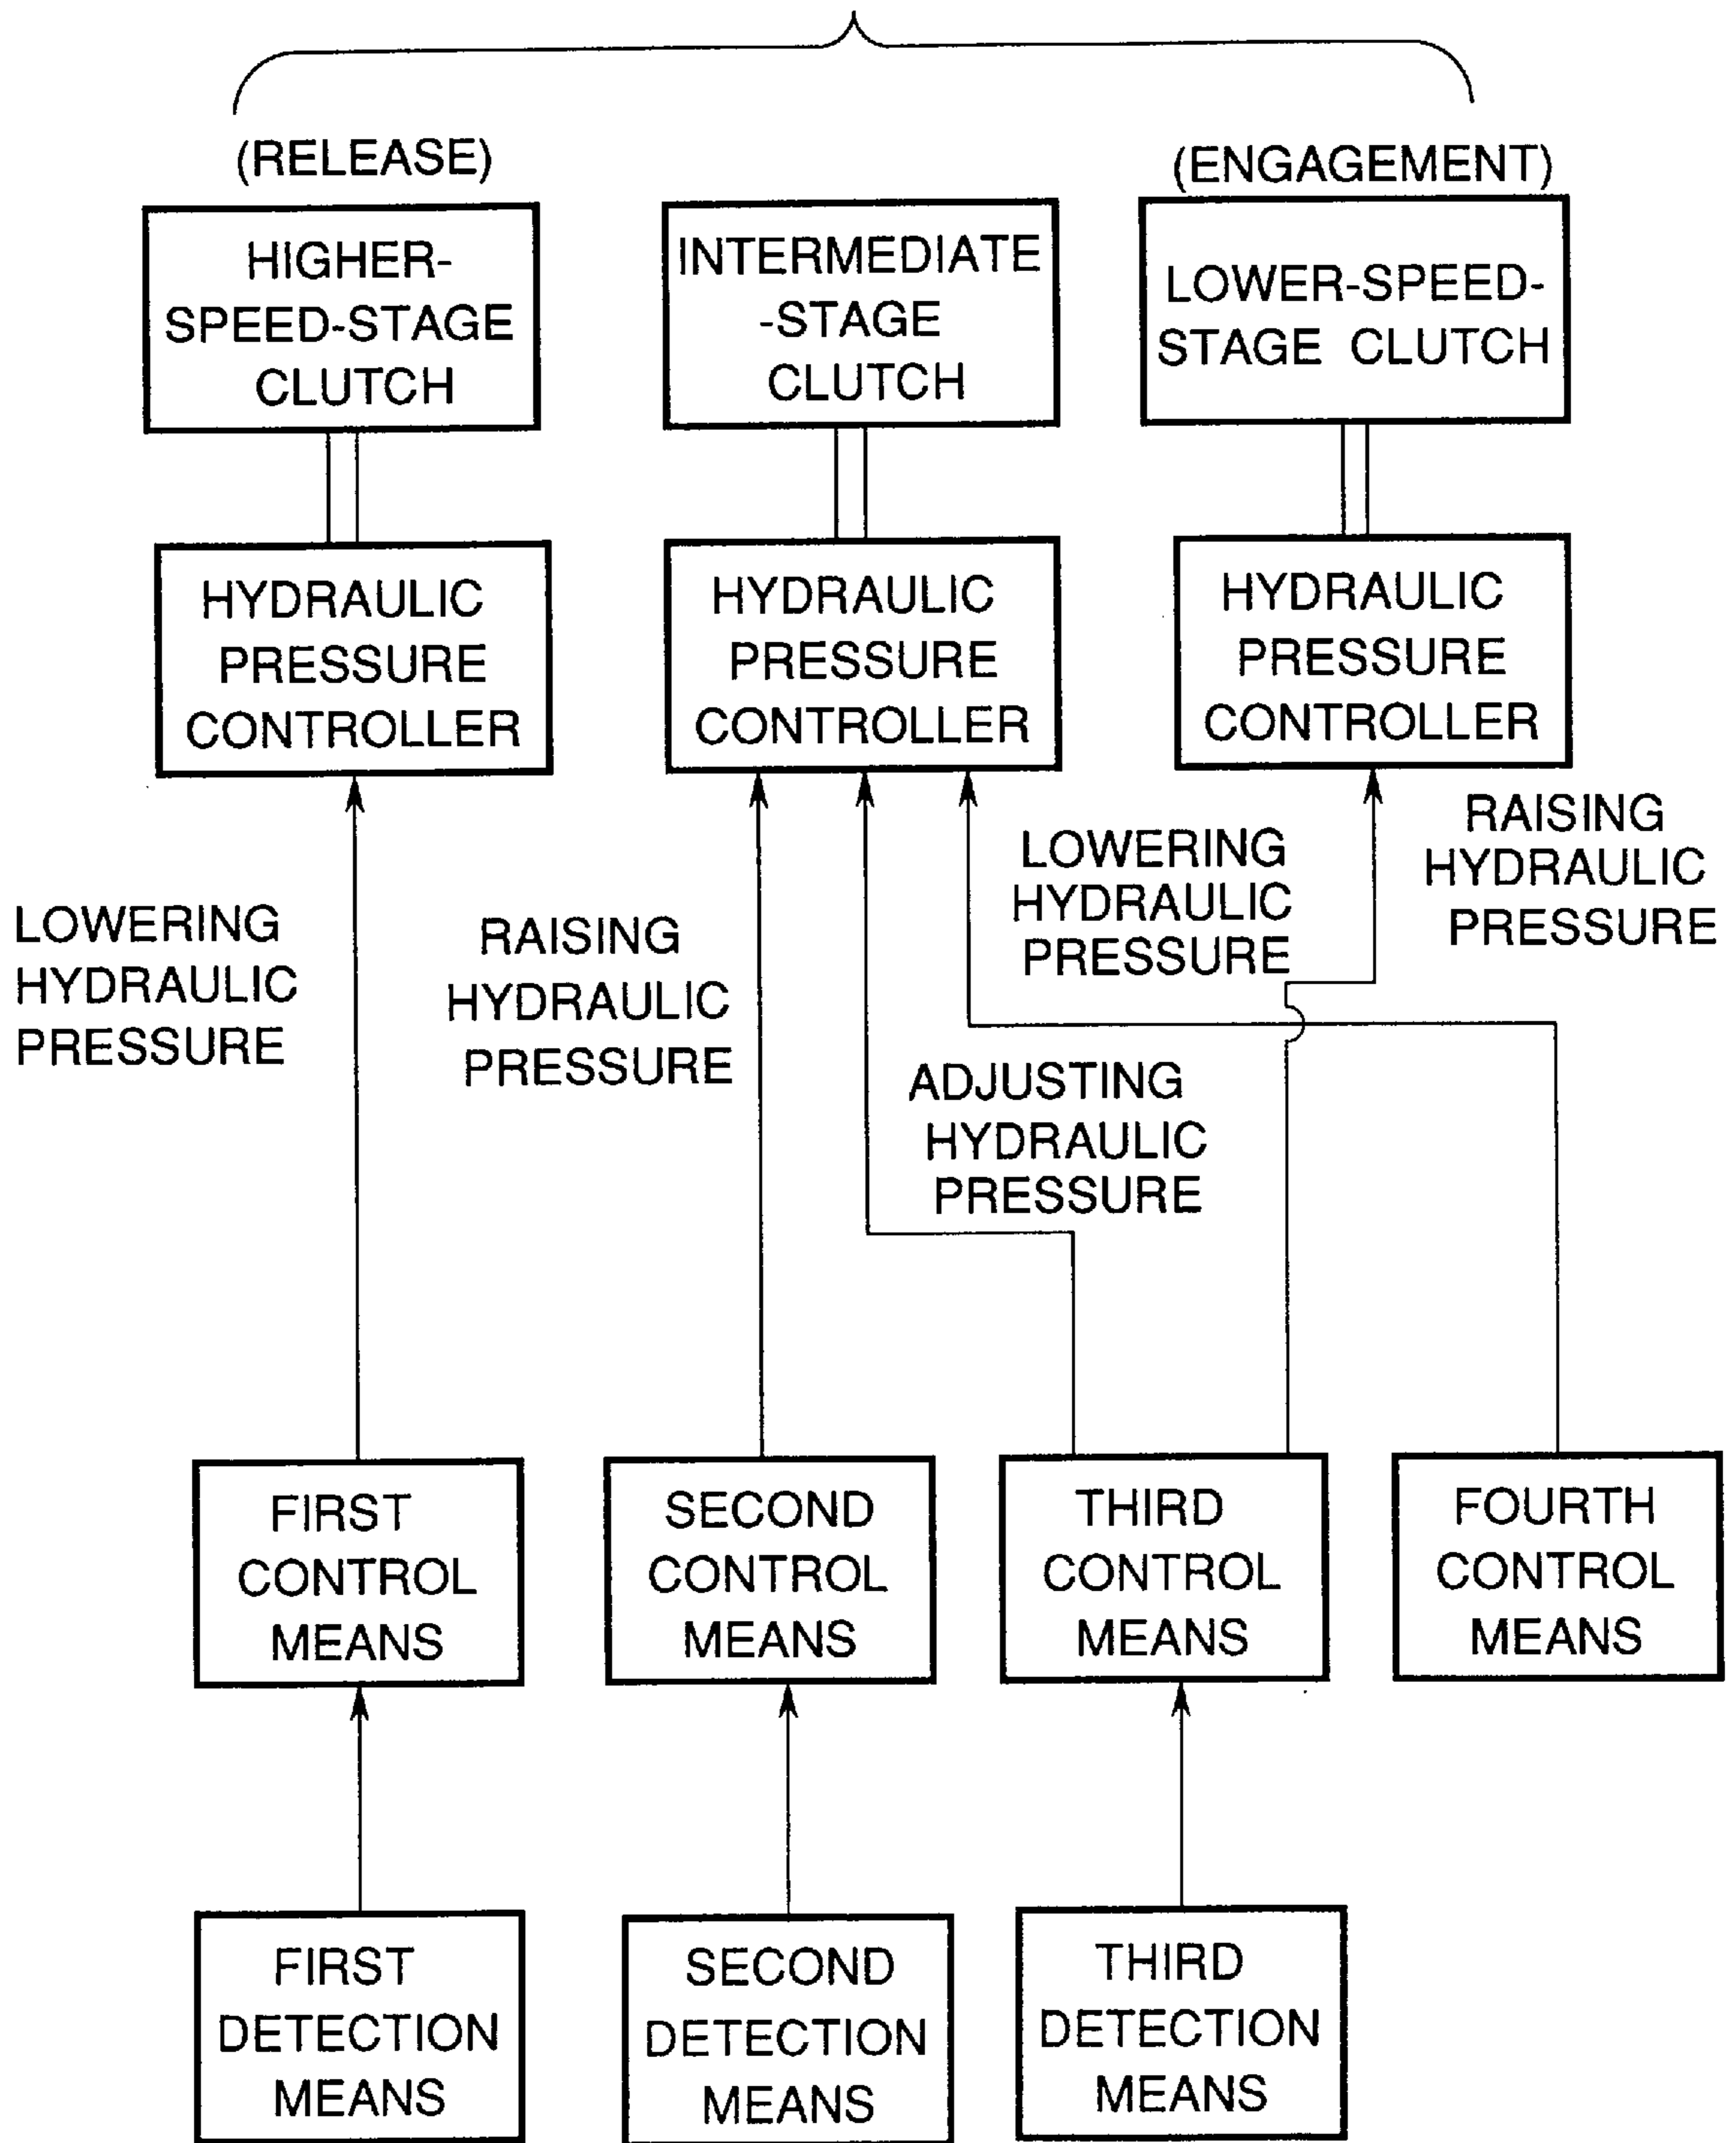 (RELEASE)
(ENGAGEMENT)
HIGHER-
SPEED-STAGE
CLUTCH
INTERMEDIATE
-STAGE
CLUTCH
LOWER-SPEED-
STAGE CLUTCH
HYDRAULIC
PRESSURE
CONTROLLER
HYDRAULIC
PRESSURE
CONTROLLER
HYDRAULIC
PRESSURE
CONTROLLER
LOWERING
HYDRAULIC
PRESSURE
RAISING
HYDRAULIC
PRESSURE
ADJUSTING
HYDRAULIC
PRESSURE
LOWERING
HYDRAULIC
PRESSURE
RAISING
HYDRAULIC
PRESSURE
FIRST
CONTROL
MEANS
SECOND
CONTROL
MEANS
THIRD
CONTROL
MEANS
FOURTH
CONTROL
MEANS
FIRST
DETECTION
MEANS
SECOND
DETECTION
MEANS
THIRD
DETECTION
MEANS